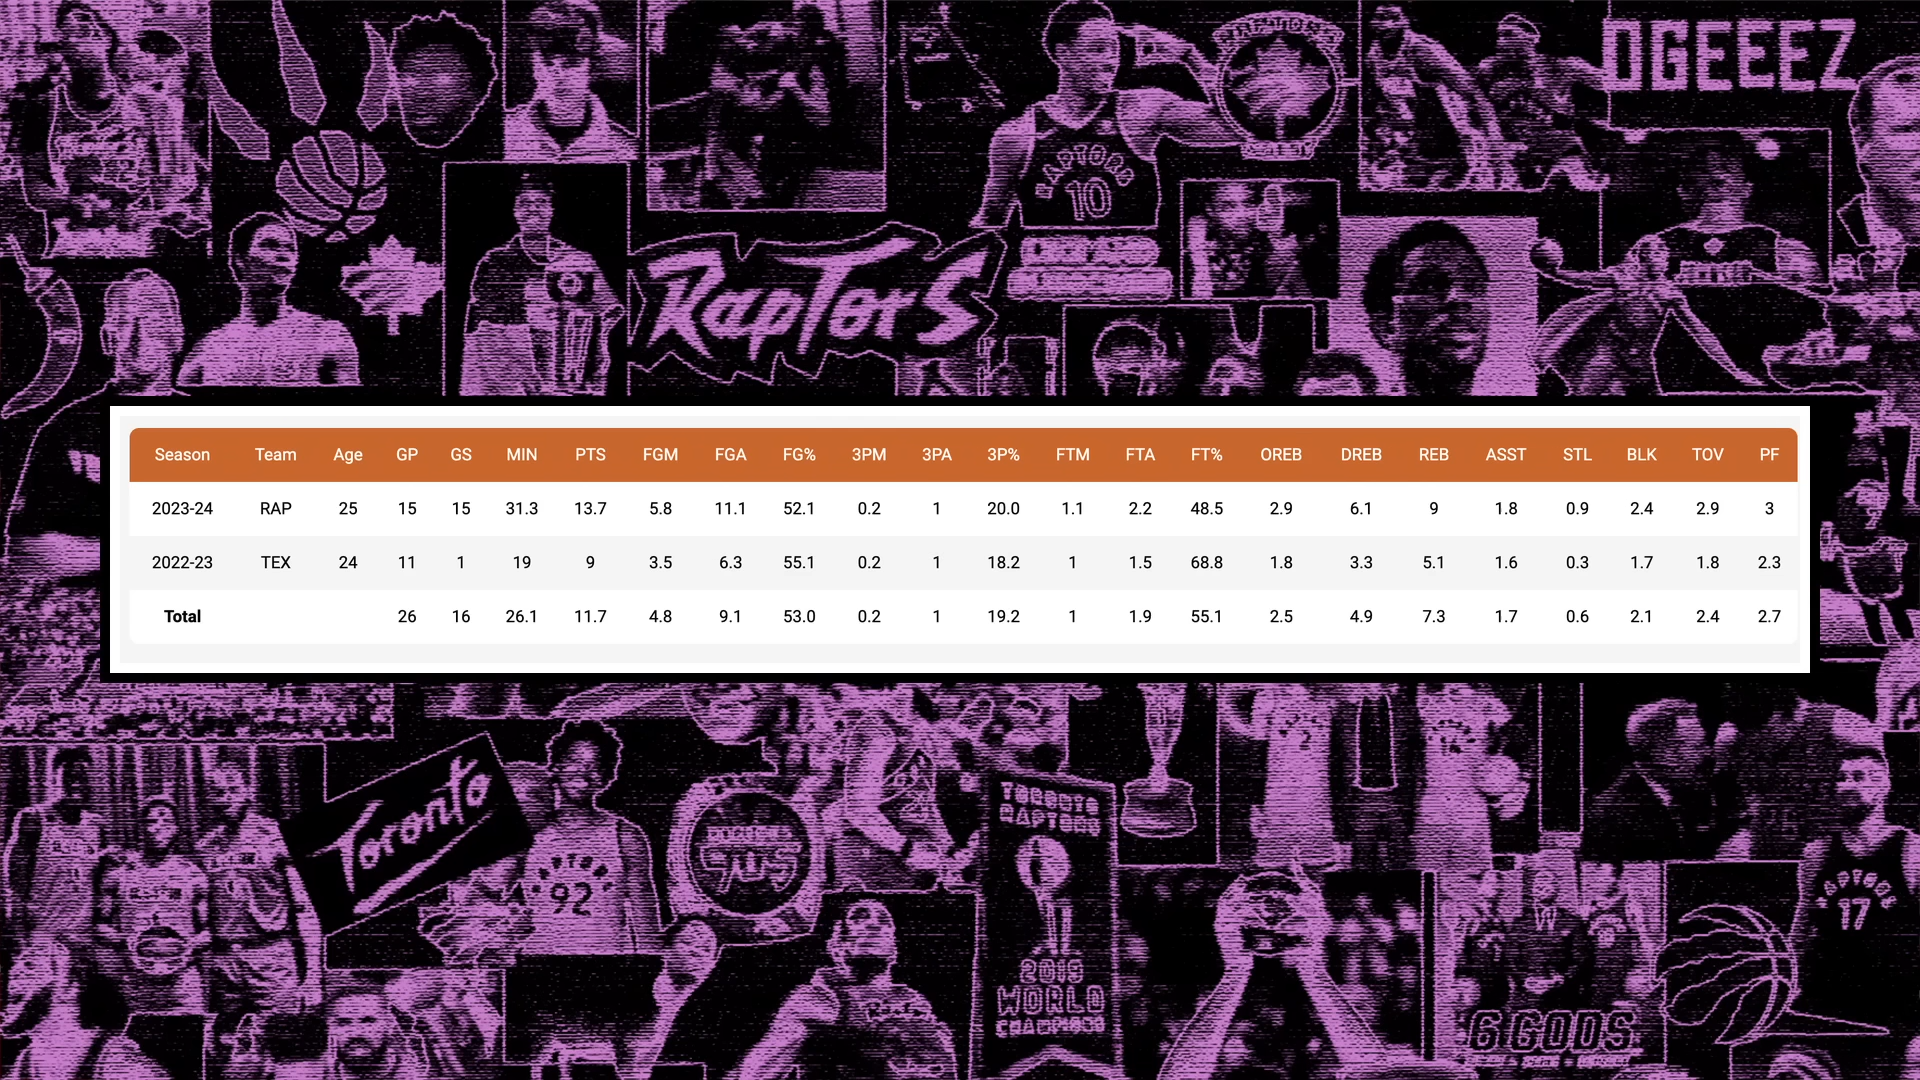 OGEEEZ
RAPTORS
10
RapTorS
Season Team Age GP GS MIN PTS FGM FGA FG% 3PM 3PA 3P% FTM FTA FT% OREB DREB REB ASST STL BLK TOV PF
2023-24 RAP 25 15 15 31.3 13.7 5.8 11.1 52.1 0.2 1 20.0 1.1 2.2 48.5 2.9 6.1 9 1.8 0.9 2.4 2.9 3
2022-23 TEX 24 11 1 19 9 3.5 6.3 55.1 0.2 1 18.2 1 1.5 68.8 1.8 3.3 5.1 1.6 0.3 1.7 1.8 2.3
Total 26 16 26.1 11.7 4.8 9.1 53.0 0.2 1 19.2 1 1.9 55.1 2.5 4.9 7.3 1.7 0.6 2.1 2.4 2.7
Toronto
92
TORONTO
RAPTORS
2019
WORLD
CHAMPIONS
17
6 GODS